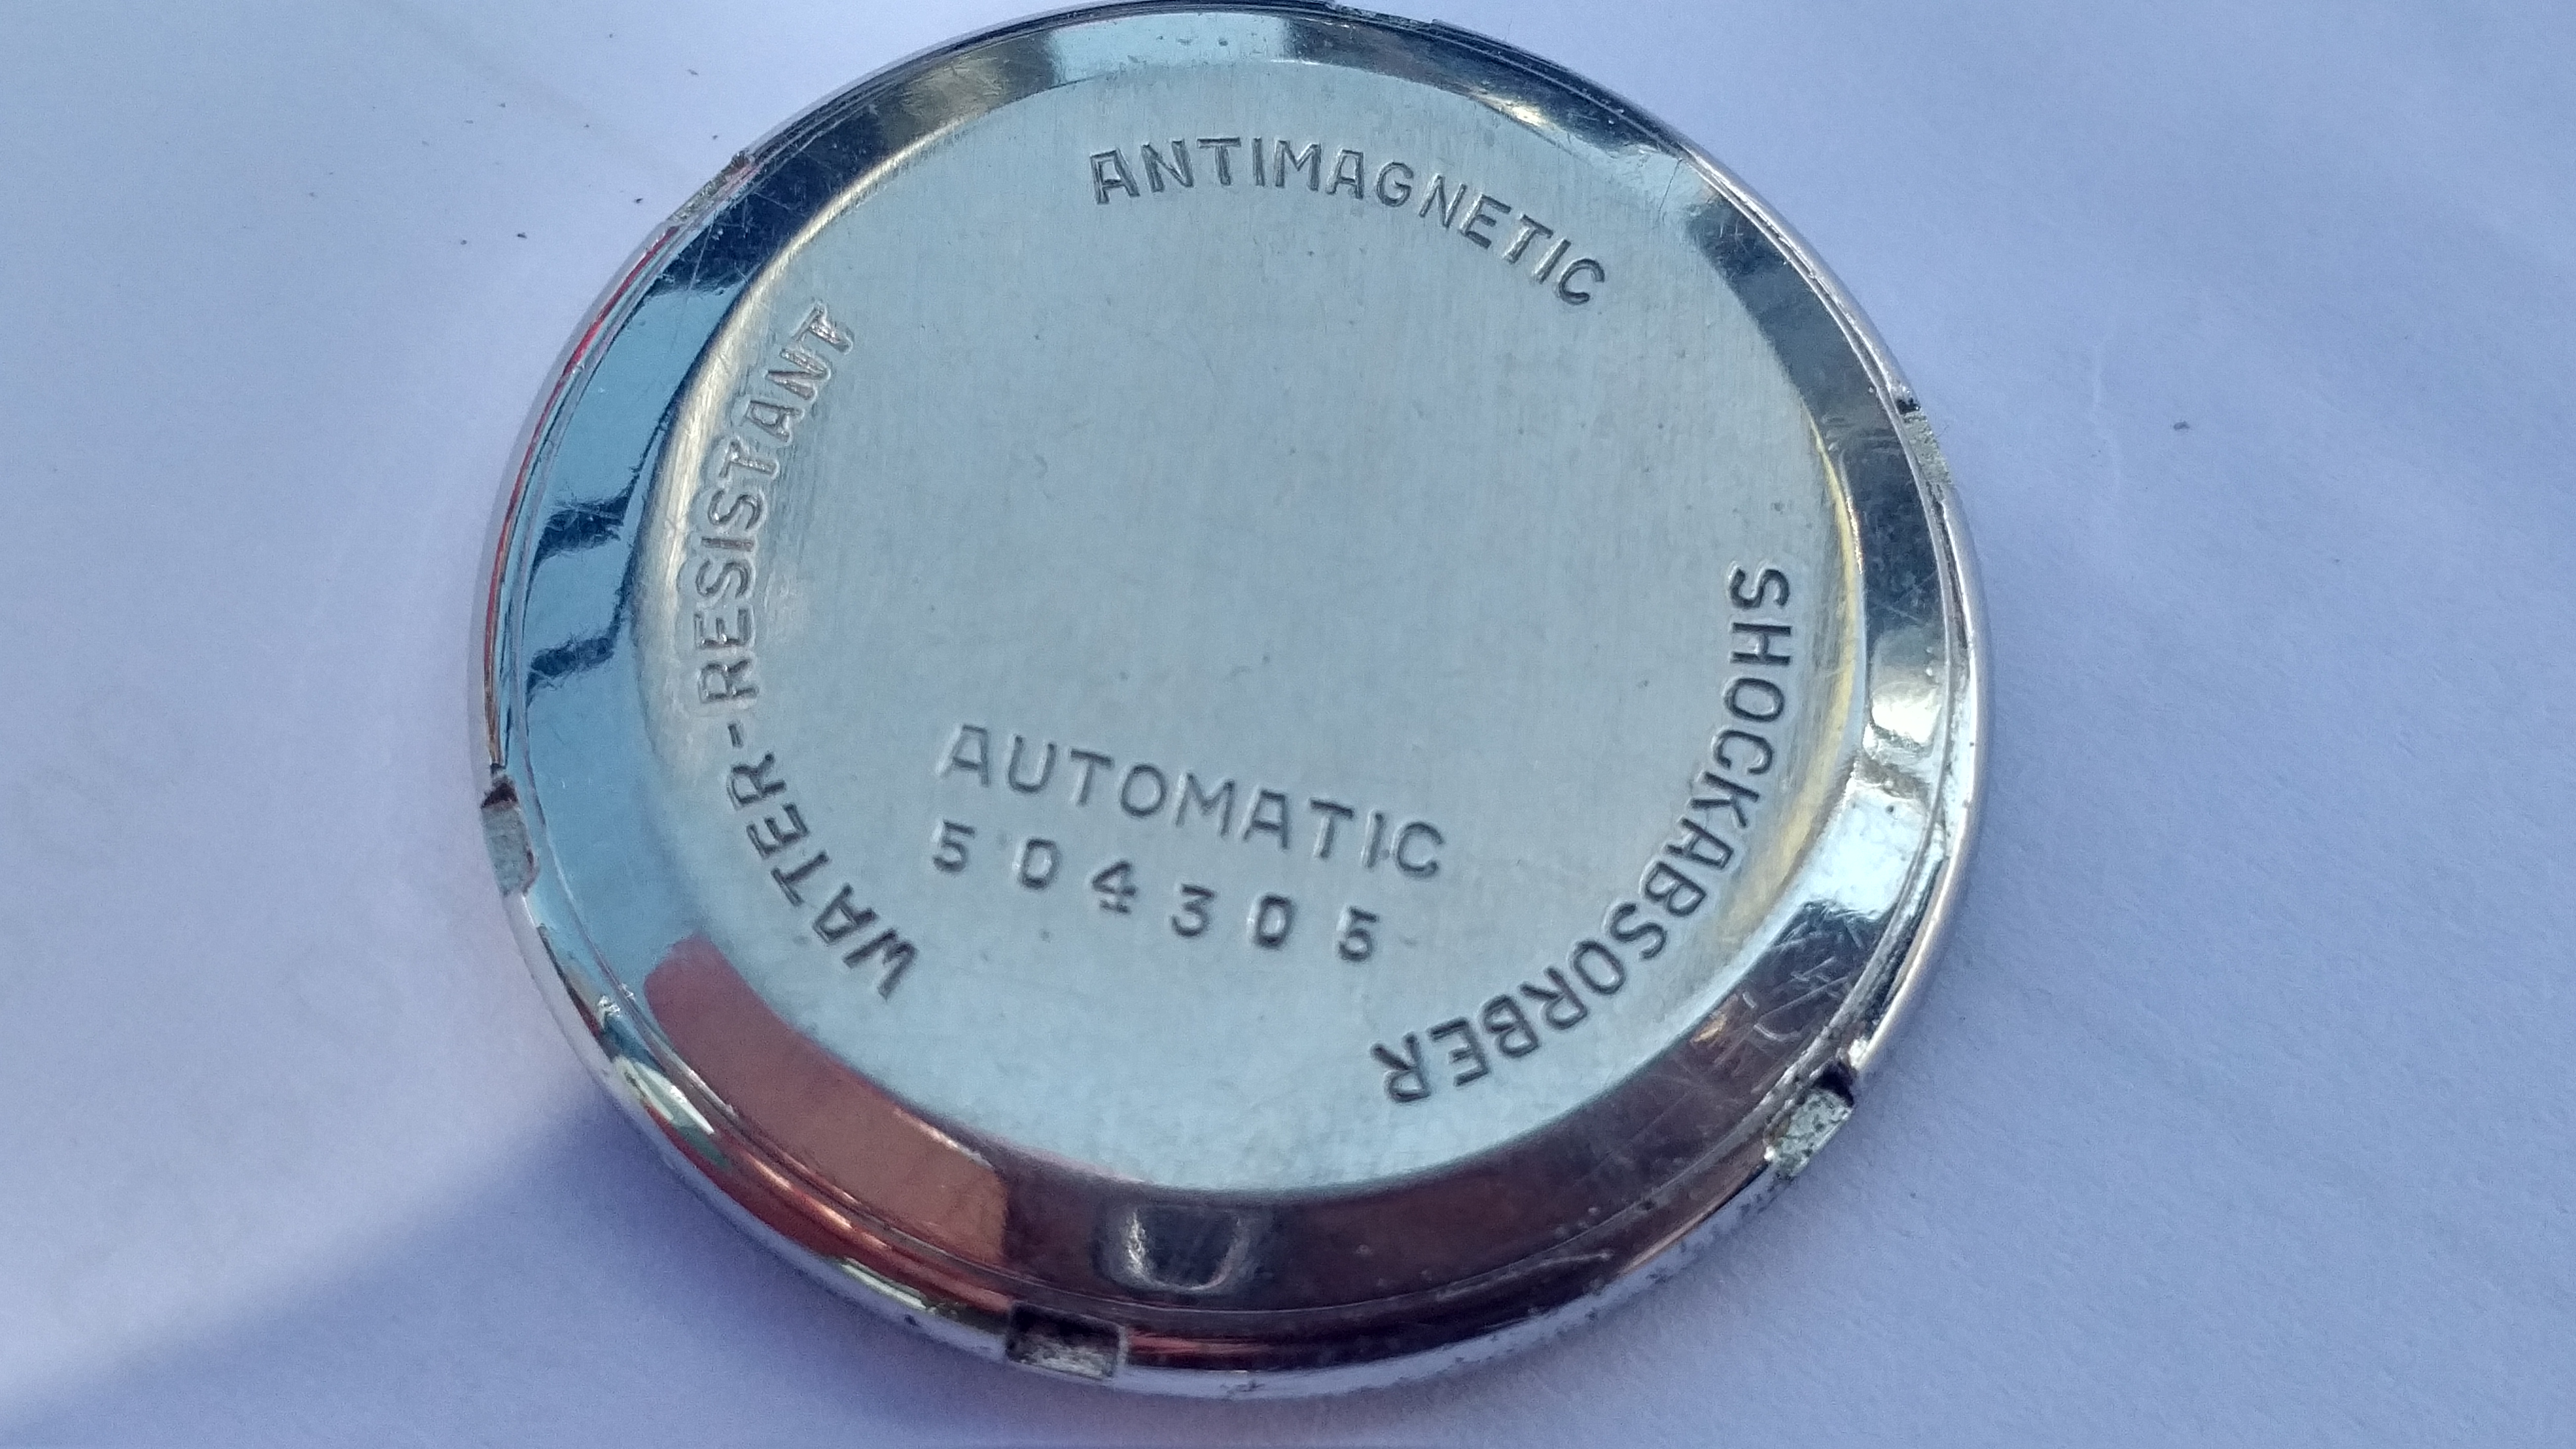 ANTIMAGNETIC
SHOCKABSORBER
WATER-RESISTANT
AUTOMATIC
504305